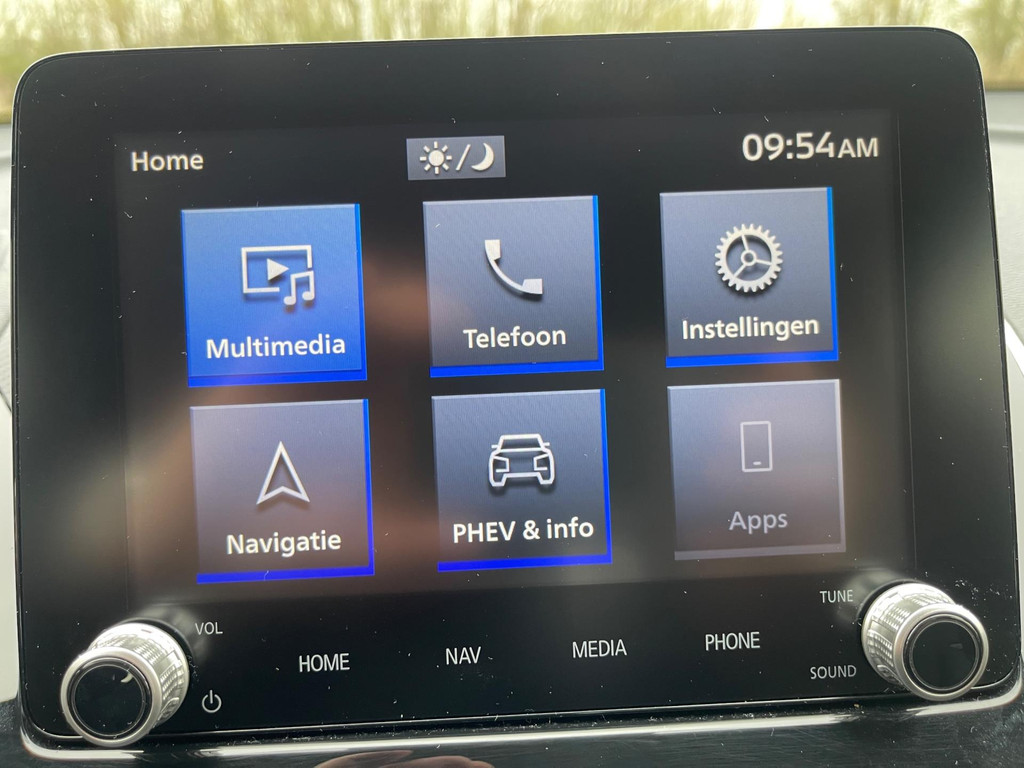 Home
09:54AM
Multimedia
Telefoon
Instellingen
Navigatie
PHEV & info
Apps
VOL
HOME
NAV
MEDIA
PHONE
TUNE
SOUND